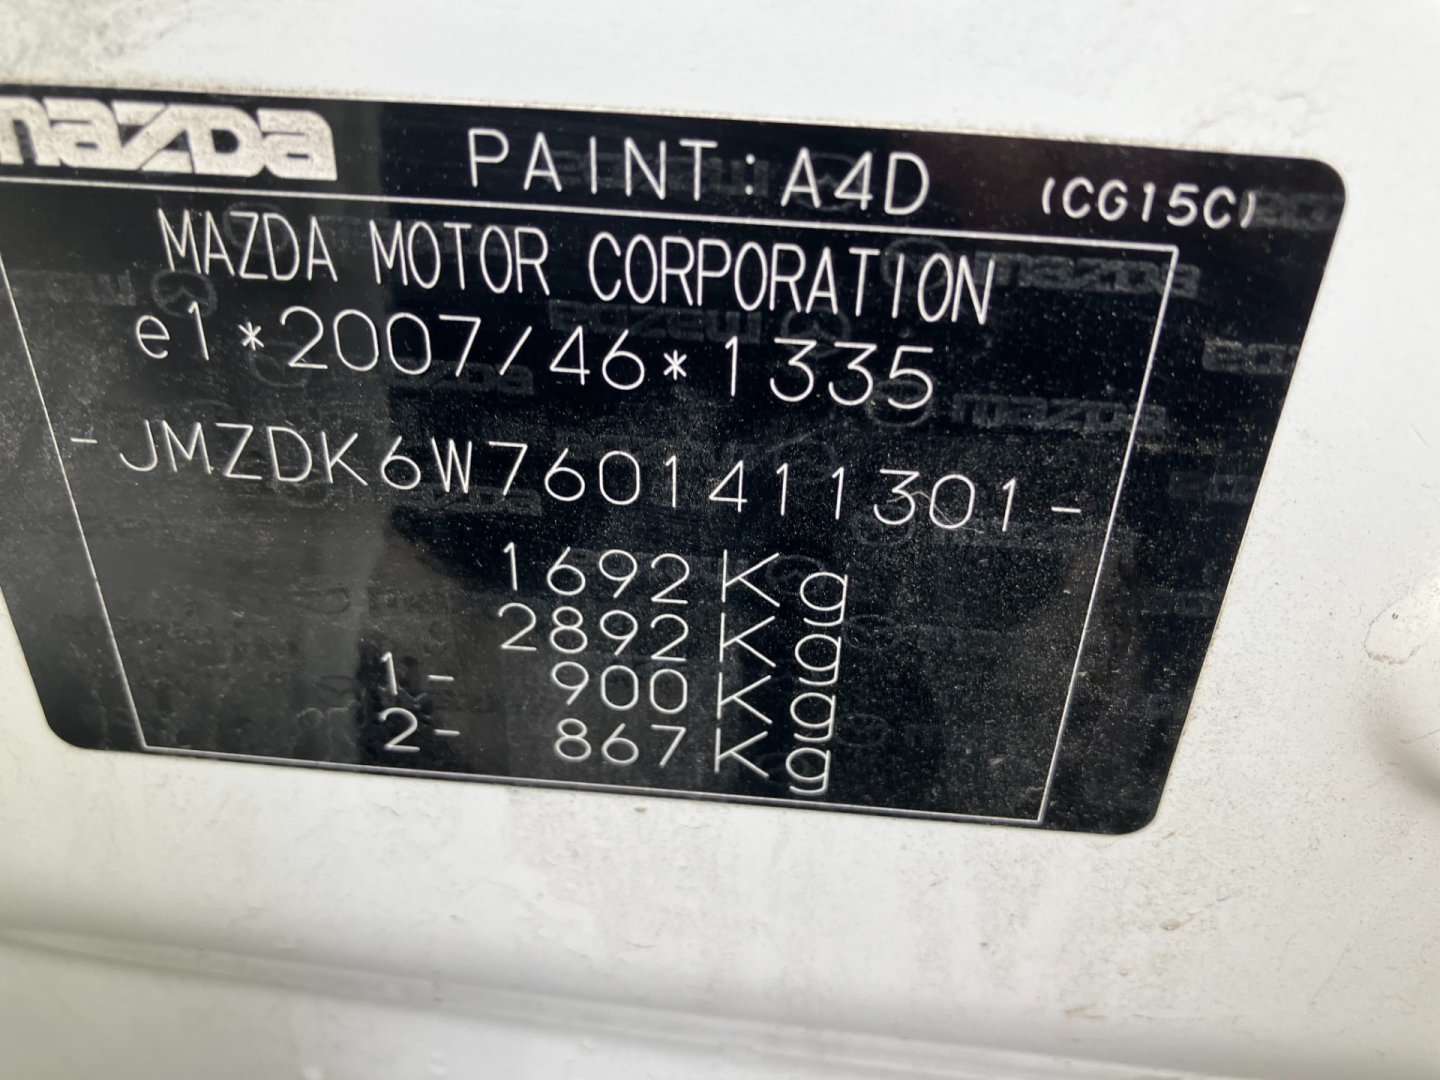 mazda PAINT: A4D (CG15C)
MAZDA MOTOR CORPORATION
e1*2007/46*1335
-JMZDK6W7601411301-
1692Kg
2892Kg
1- 900Kg
2- 867Kg